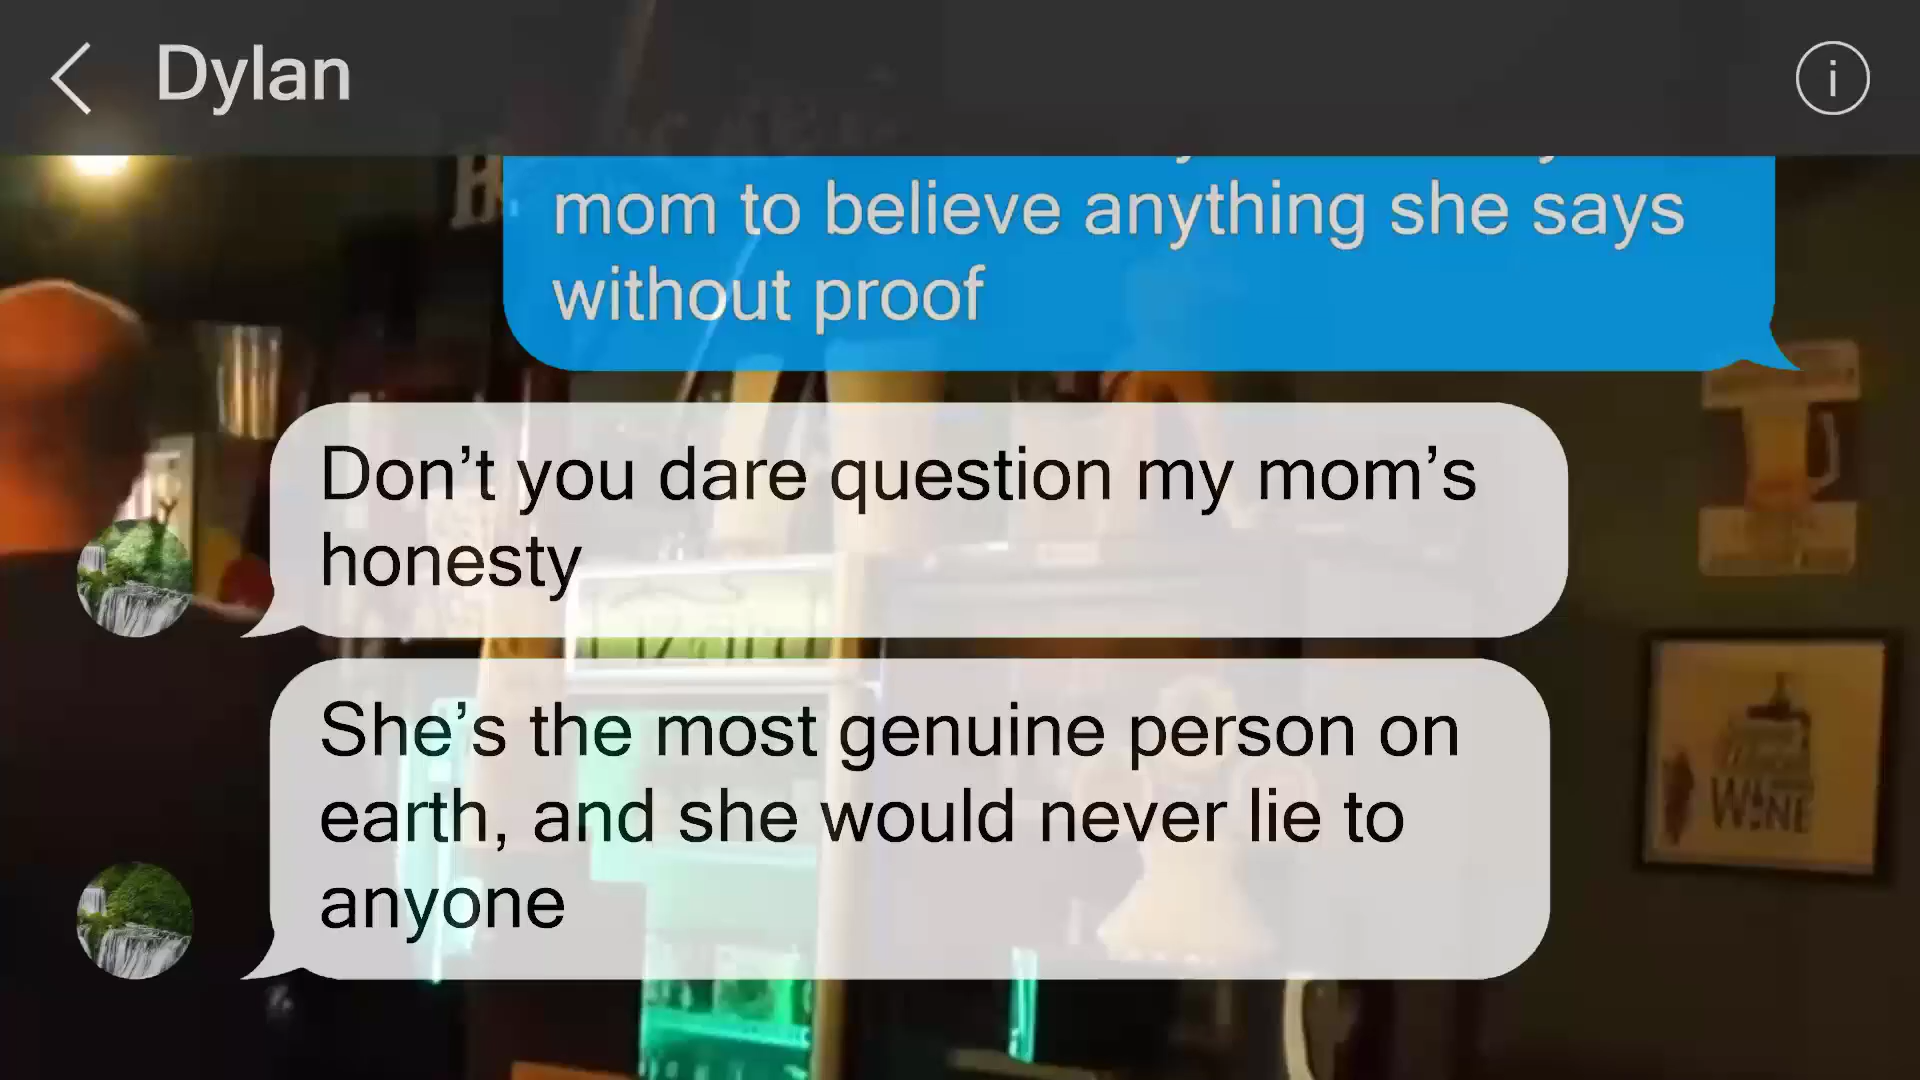 Dylan
mom to believe anything she says
without proof
Don’t you dare question my mom’s
honesty
She’s the most genuine person on
earth, and she would never lie to
anyone
WINE